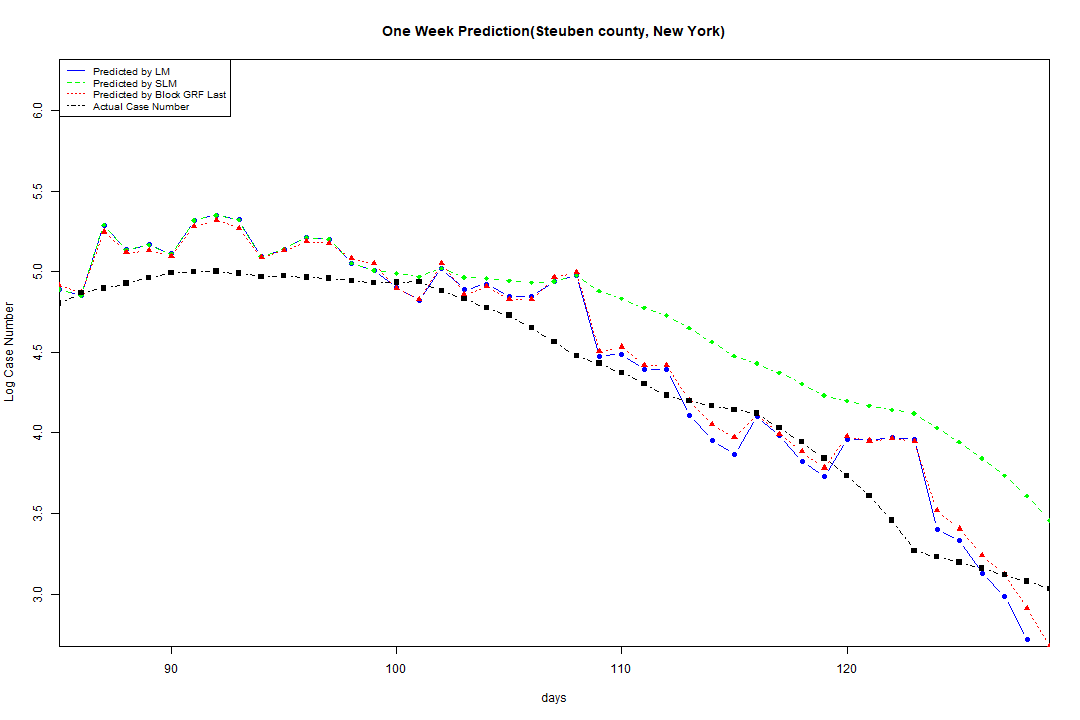 One Week Prediction(Steuben county, New York)
Predicted by LM
Predicted by SLM
Predicted by Block GRF Last
Actual Case Number
6.0
5.5
5.0
4.5
4.0
3.5
3.0
Log Case Number
90 100 110 120
days